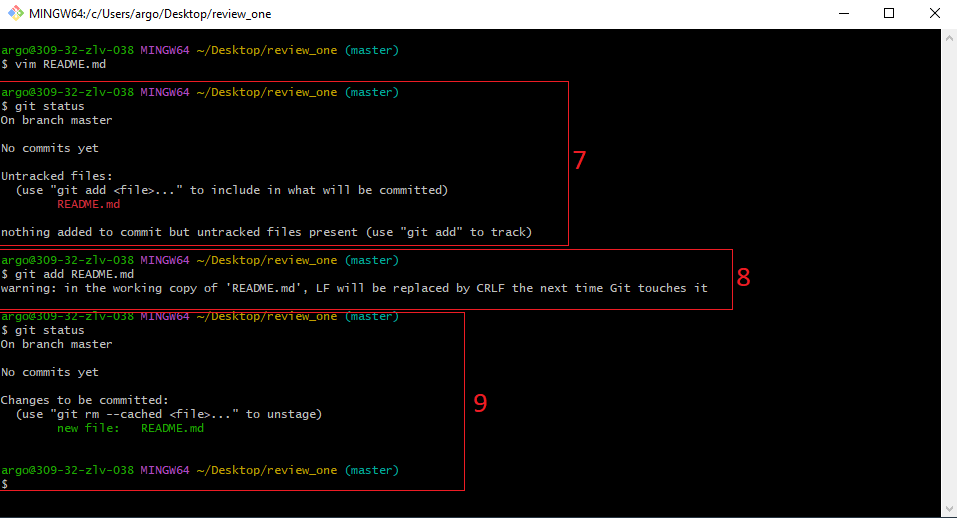 MINGW64:/c/Users/argo/Desktop/review_one
argo@309-32-zlv-038 MINGW64 ~/Desktop/review_one (master)
$ vim README.md
argo@309-32-zlv-038 MINGW64 ~/Desktop/review_one (master)
$ git status
On branch master
No commits yet
7
Untracked files:
(use "git add <file>..." to include in what will be committed)
README.md
nothing added to commit but untracked files present (use "git add" to track)
argo@309-32-zlv-038 MINGW64 ~/Desktop/review_one (master)
$ git add README.md
8
warning: in the working copy of 'README.md', LF will be replaced by CRLF the next time Git touches it
argo@309-32-zlv-038 MINGW64 ~/Desktop/review_one (master)
$ git status
On branch master
No commits yet
Changes to be committed:
9
(use "git rm --cached <file>..." to unstage)
new file:   README.md
argo@309-32-zlv-038 MINGW64 ~/Desktop/review_one (master)
$